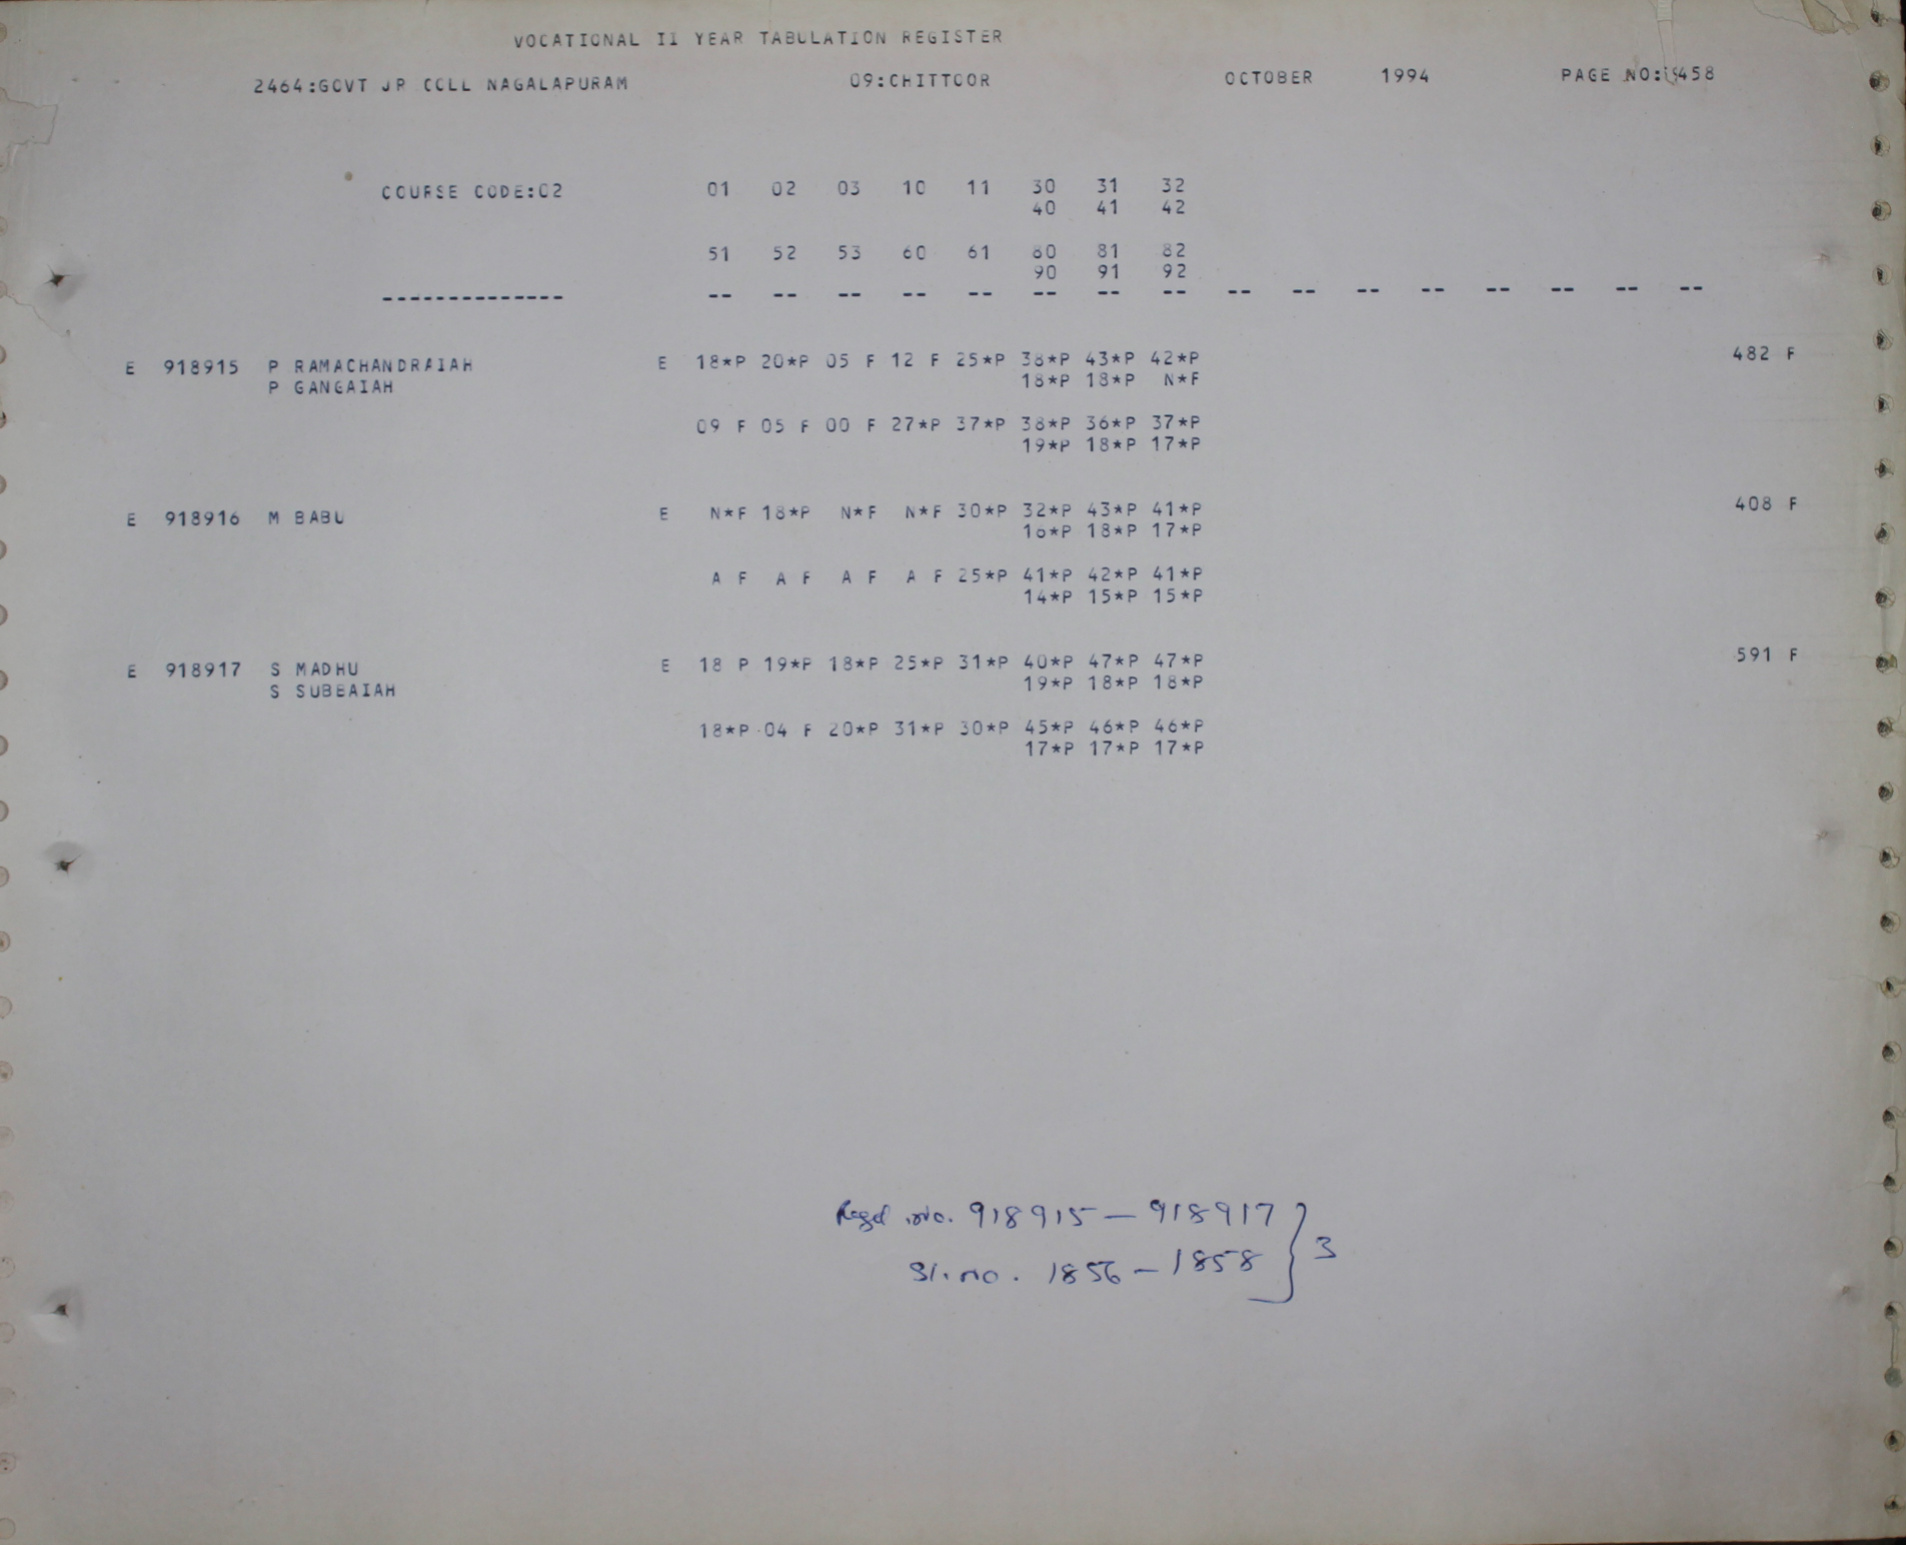 VOCATIONAL II YEAR TABULATION REGISTER
2464:GOVT JR COLL NAGALAPURAM 09:CHITTOOR OCTOBER 1994 PAGE NO: 458
COURSE CODE:02 01 02 03 10 11 30 31 32
40 41 42
51 52 53 60 61 80 81 82
90 91 92
-------------- -- -- -- -- -- -- -- -- -- -- -- -- -- -- -- --
E 918915 P RAMACHANDRAIAH E 18*P 20*P 05 F 12 F 25*P 38*P 43*P 42*P 482 F
P GANGAIAH 18*P 18*P N*F
09 F 05 F 00 F 27*P 37*P 38*P 36*P 37*P
19*P 18*P 17*P
E 918916 M BABU E N*F 18*P N*F N*F 30*P 32*P 43*P 41*P 408 F
16*P 18*P 17*P
A F A F A F A F 25*P 41*P 42*P 41*P
14*P 15*P 15*P
E 918917 S MADHU E 18 P 19*P 18*P 25*P 31*P 40*P 47*P 47*P 591 F
S SUBBAIAH 19*P 18*P 18*P
18*P 04 F 20*P 31*P 30*P 45*P 46*P 46*P
17*P 17*P 17*P
Regd .No. 918915 — 918917
Sl. no. 1856 — 1858 } 3